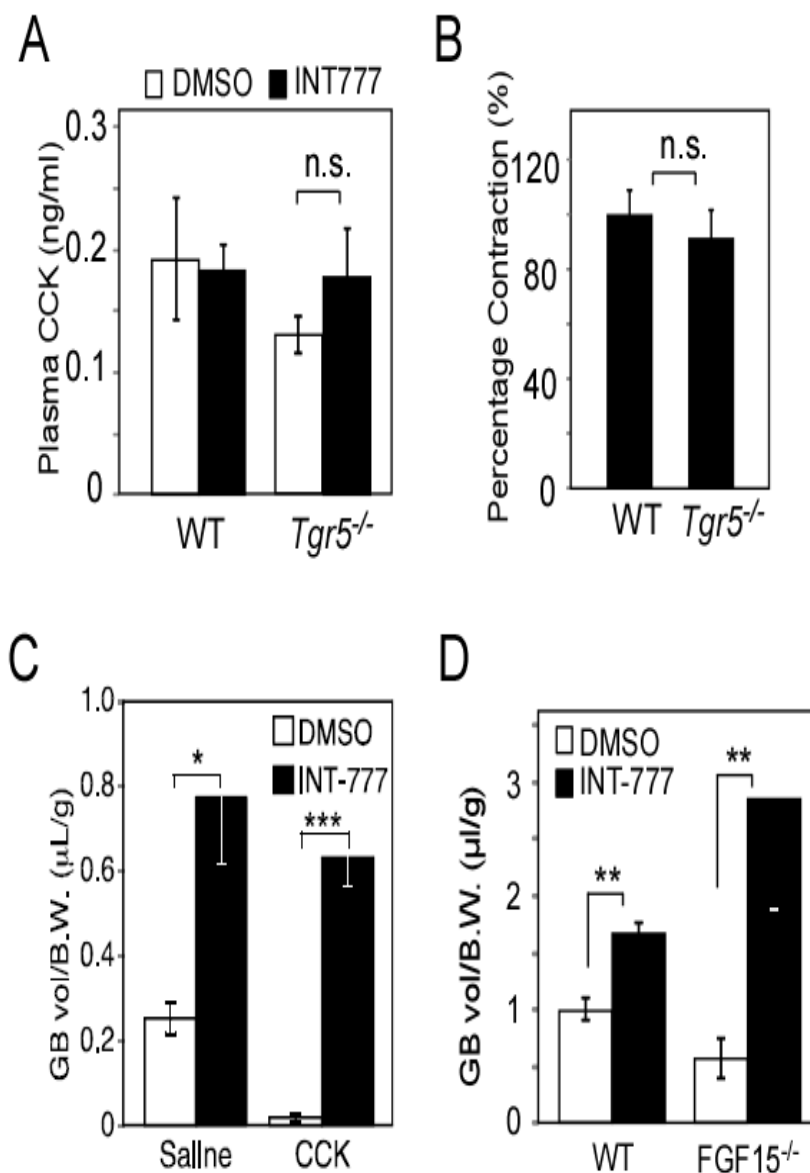 A
DMSO INT777
Plasma CCK (ng/ml)
0.3
0.2
0.1
0
n.s.
WT Tgr5-/-
B
Percentage Contraction (%)
120
80
40
0
n.s.
WT Tgr5-/-
C
GB vol/B.W. (µL/g)
1.0
0.8
0.6
0.4
0.2
0
DMSO
INT-777
*
***
Sallne CCK
D
GB vol/B.W. (µl/g)
3
2
1
0
DMSO
INT-777
**
**
WT FGF15-/-